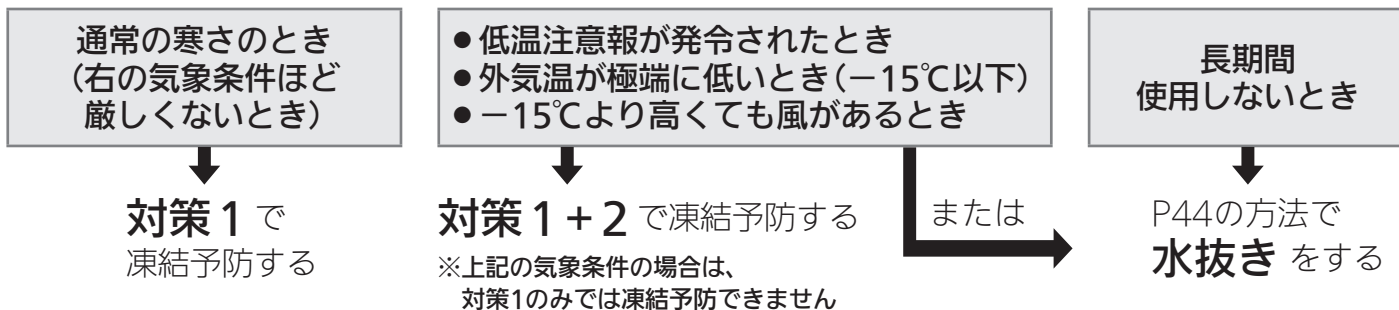 通常の寒さのとき
（右の気象条件ほど
厳しくないとき）
対策1で
凍結予防する
●低温注意報が発令されたとき
●外気温が極端に低いとき（－15℃以下）
●－15℃より高くても風があるとき
対策1+2で凍結予防する
※上記の気象条件の場合は、
対策1のみでは凍結予防できません
または
長期間
使用しないとき
P44の方法で
水抜きをする